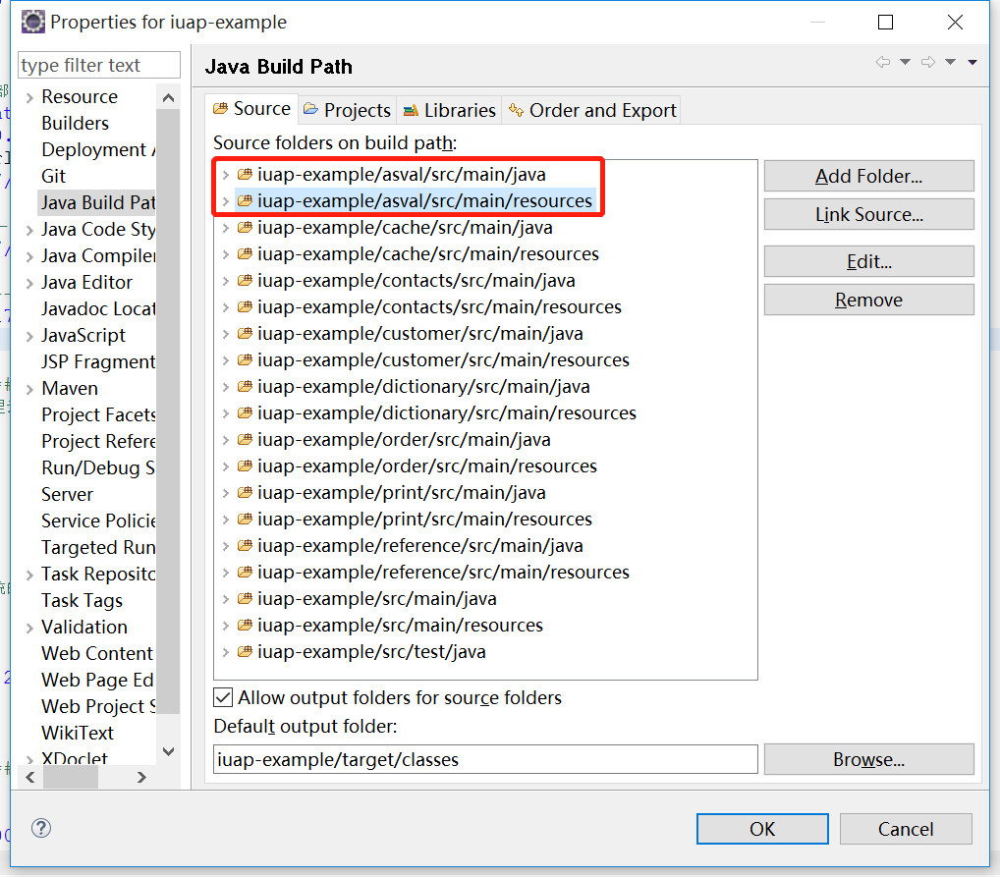 Properties for iuap-example
type filter text
Resource
Builders
Deployment
Git
Java Build Pat
Java Code Sty
Java Compiler
Java Editor
Javadoc Locat
JavaScript
JSP Fragment
Maven
Project Facets
Project Refere
Run/Debug S
Server
Service Policie
Targeted Run
Task Reposito
Task Tags
Validation
Web Content
Web Page Ed
Web Project S
WikiText
XDoclet
Java Build Path
Source
Projects
Libraries
Order and Export
Source folders on build path:
iuap-example/asval/src/main/java
iuap-example/asval/src/main/resources
iuap-example/cache/src/main/java
iuap-example/cache/src/main/resources
iuap-example/contacts/src/main/java
iuap-example/contacts/src/main/resources
iuap-example/customer/src/main/java
iuap-example/customer/src/main/resources
iuap-example/dictionary/src/main/java
iuap-example/dictionary/src/main/resources
iuap-example/order/src/main/java
iuap-example/order/src/main/resources
iuap-example/print/src/main/java
iuap-example/print/src/main/resources
iuap-example/reference/src/main/java
iuap-example/reference/src/main/resources
iuap-example/src/main/java
iuap-example/src/main/resources
iuap-example/src/test/java
Add Folder...
Link Source...
Edit...
Remove
Allow output folders for source folders
Default output folder:
iuap-example/target/classes
Browse...
?
OK
Cancel